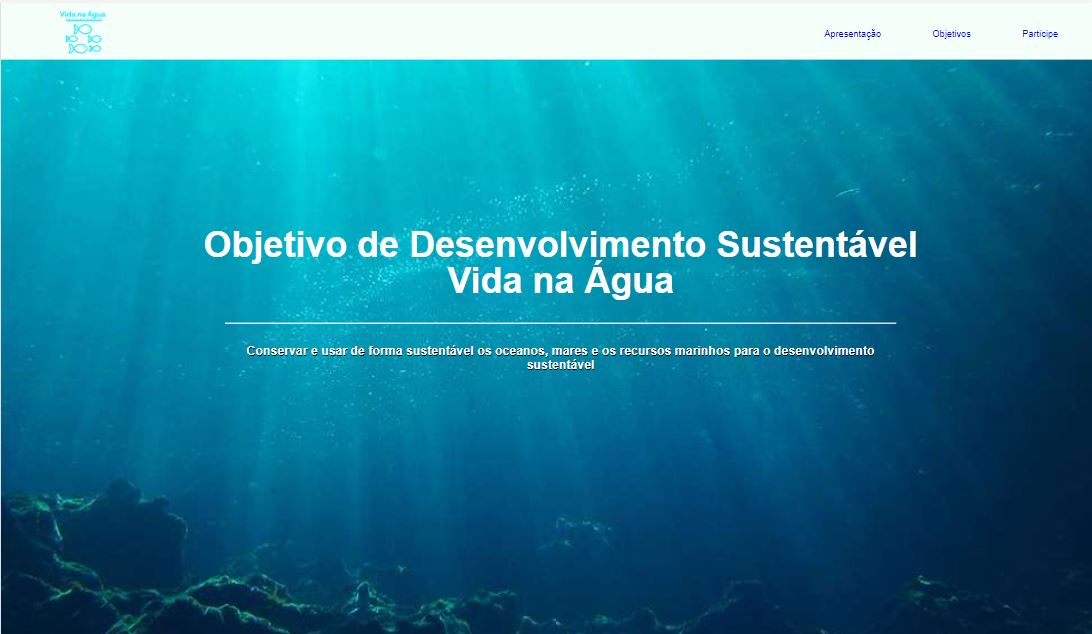 Vida na Água
Apresentação
Objetivos
Participe
Objetivo de Desenvolvimento Sustentável
Vida na Água
Conservar e usar de forma sustentável os oceanos, mares e os recursos marinhos para o desenvolvimento
sustentável